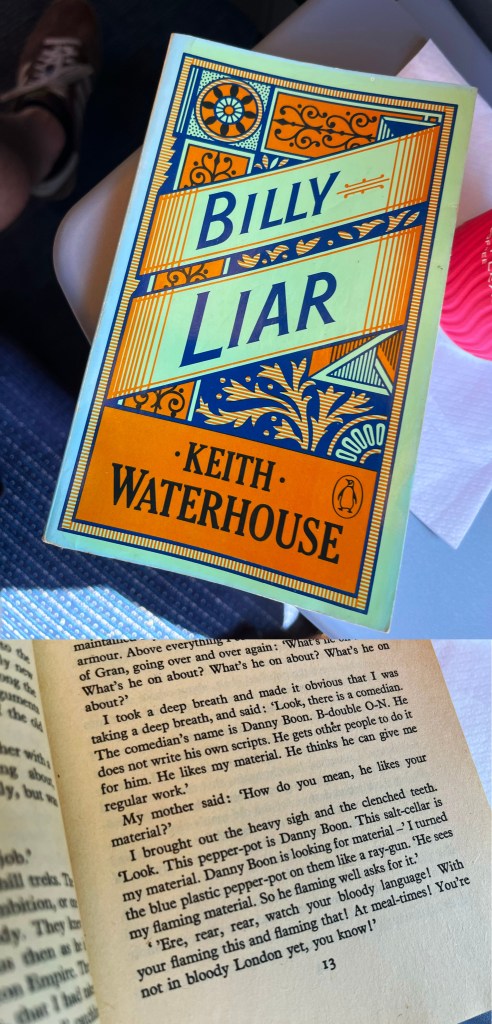 BILLY
LIAR
· KEITH ·
WATERHOUSE
armour. Above everything
of Gran, going over and over again: 'What's he on
What's he on about? What's he on about? What's he on
about?'
I took a deep breath and made it obvious that I was
taking a deep breath, and said: 'Look, there is a comedian.
The comedian's name is Danny Boon. B-double O-N. He
does not write his own scripts. He gets other people to do it
for him. He likes my material. He thinks he can give me
regular work.'
My mother said: 'How do you mean, he likes your
material?'
I brought out the heavy sigh and the clenched teeth.
'Look. This pepper-pot is Danny Boon. This salt-cellar is
my material. Danny Boon is looking for material –' I turned
the blue plastic pepper-pot on them like a ray-gun. 'He sees
my flaming material. So he flaming well asks for it.'
' 'Ere, rear, rear, watch your bloody language! With
your flaming this and flaming that! At meal-times! You're
not in bloody London yet, you know!'
13